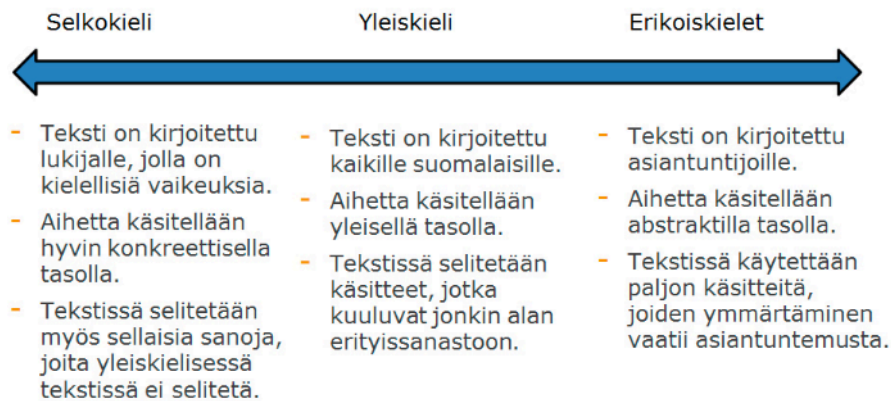 Selkokieli
Yleiskieli
Erikoiskielet
- Teksti on kirjoitettu
lukijalle, jolla on
kielellisiä vaikeuksia.
- Aihetta käsitellään
hyvin konkreettisella
tasolla.
- Tekstissä selitetään
myös sellaisia sanoja,
joita yleiskielisessä
tekstissä ei selitetä.
- Teksti on kirjoitettu
kaikille suomalaisille.
- Aihetta käsitellään
yleisellä tasolla.
- Tekstissä selitetään
käsitteet, jotka
kuuluvat jonkin alan
erityissanastoon.
- Teksti on kirjoitettu
asiantuntijoille.
- Aihetta käsitellään
abstraktilla tasolla.
- Tekstissä käytettään
paljon käsitteitä,
joiden ymmärtäminen
vaatii asiantuntemusta.